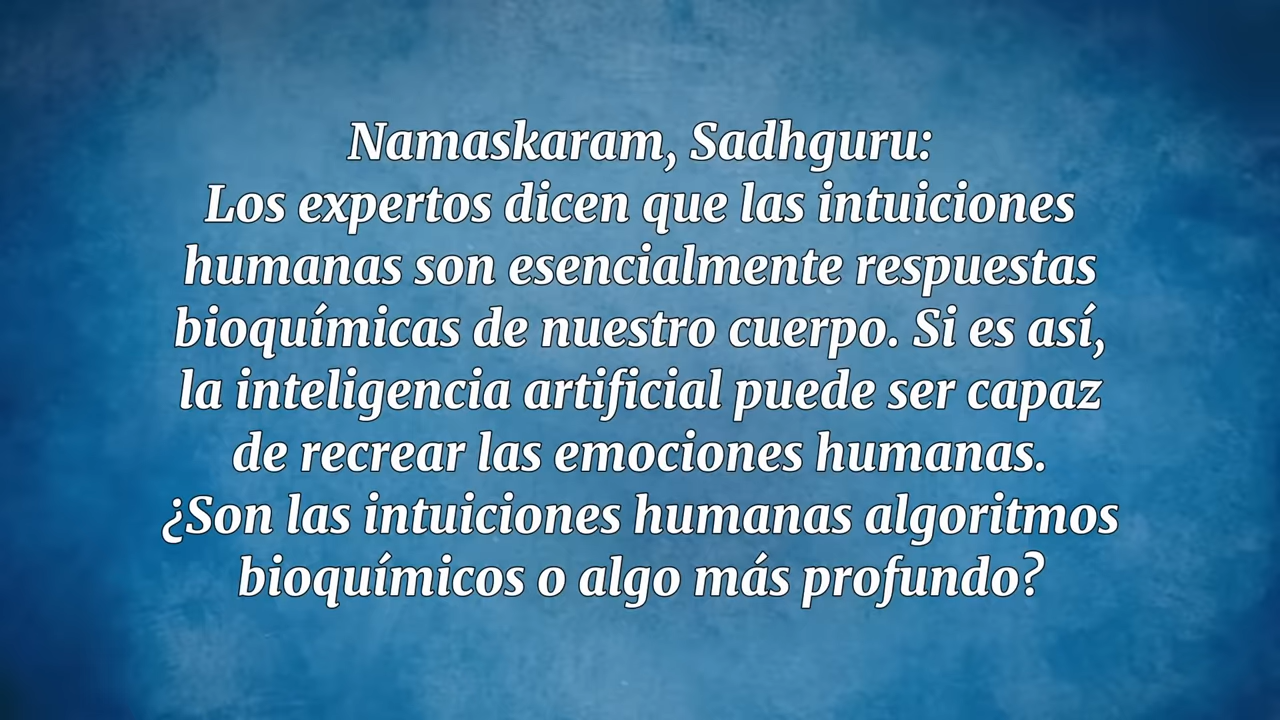 Namaskaram, Sadhguru:
Los expertos dicen que las intuiciones
humanas son esencialmente respuestas
bioquímicas de nuestro cuerpo. Si es así,
la inteligencia artificial puede ser capaz
de recrear las emociones humanas.
¿Son las intuiciones humanas algoritmos
bioquímicos o algo más profundo?